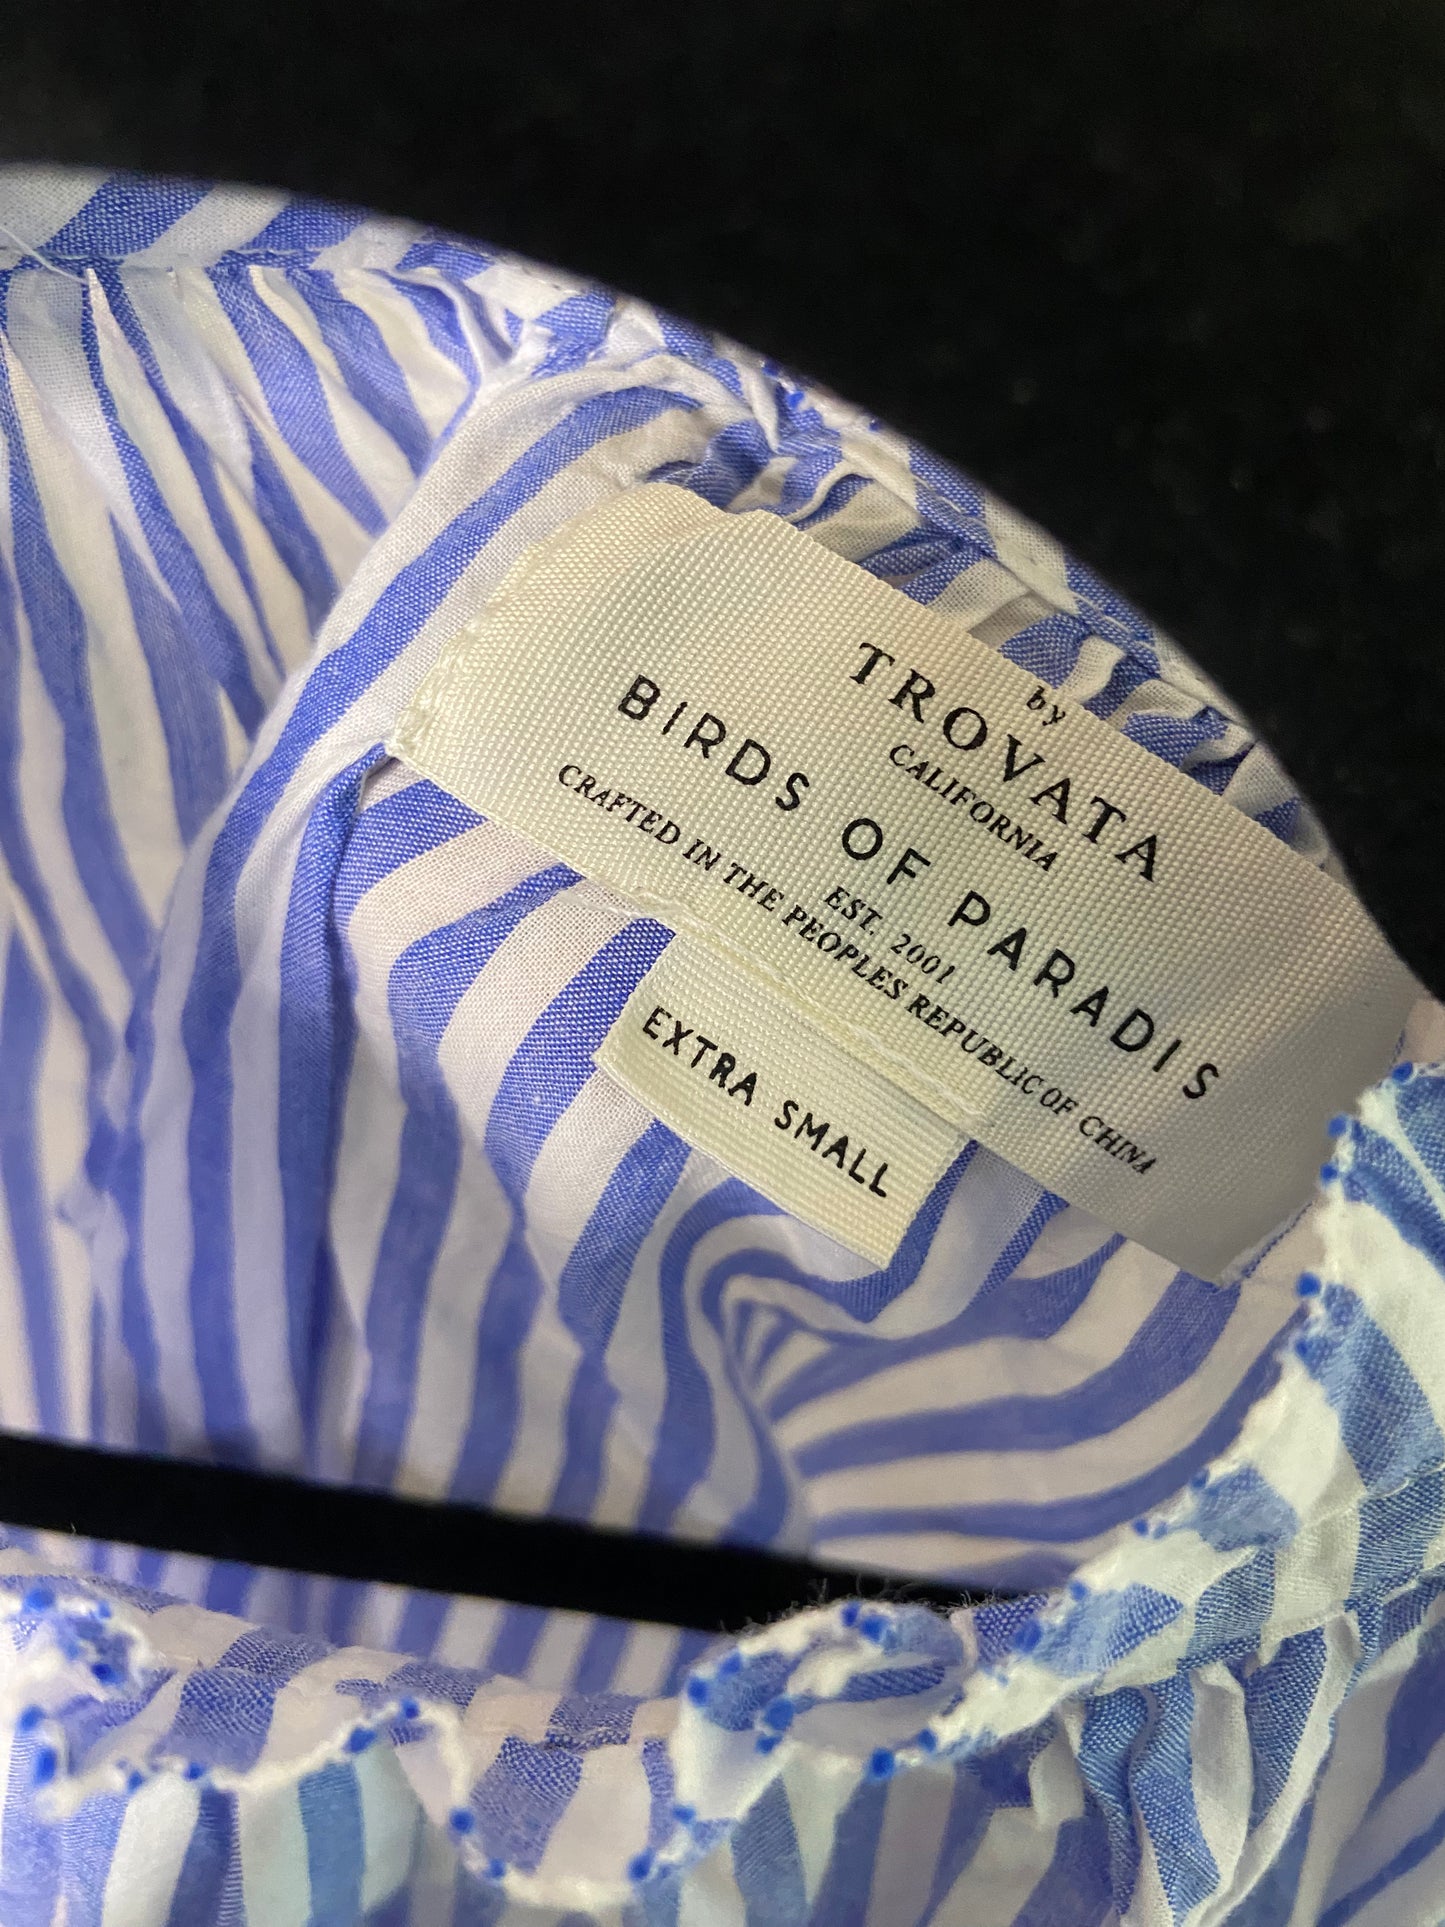 BIRDS OF PARADIS
by
TROVATA
CALIFORNIA
EST. 2001
CRAFTED IN THE PEOPLES REPUBLIC OF CHINA
EXTRA SMALL